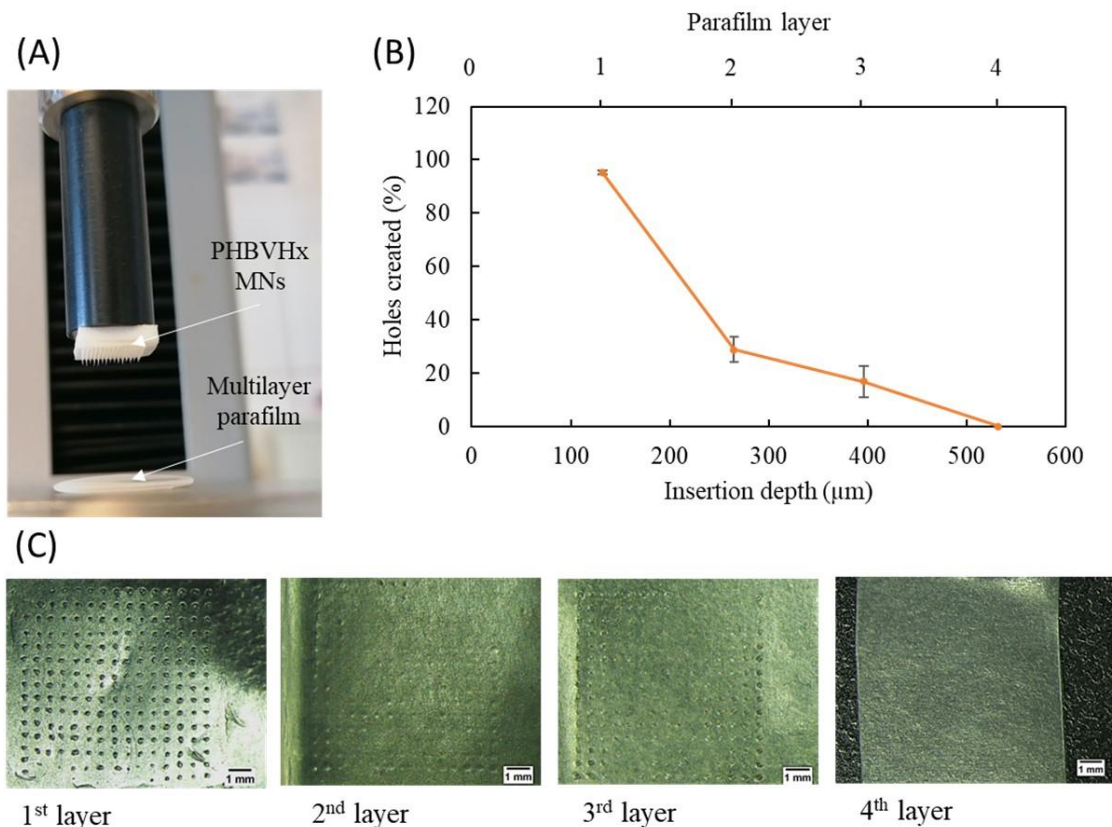 (A)
PHBVHx
MNs
Multilayer
parafilm
(B)
Parafilm layer
0 1 2 3 4
Holes created (%)
120
100
80
60
40
20
0
0 100 200 300 400 500 600
Insertion depth (µm)
(C)
1 mm
1 mm
1 mm
1 mm
1st layer
2nd layer
3rd layer
4th layer